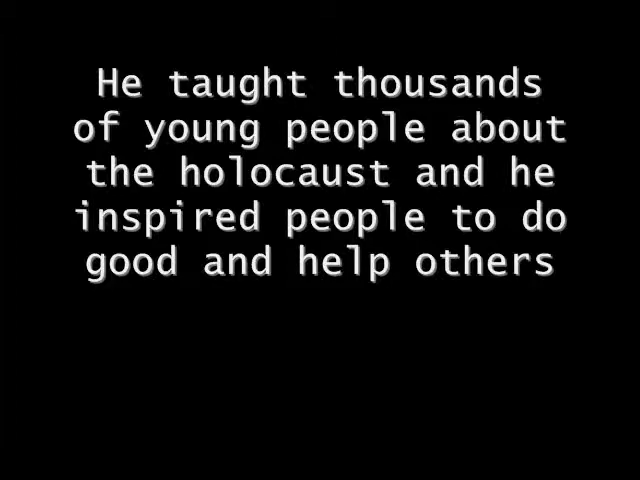 He taught thousands
of young people about
the holocaust and he
inspired people to do
good and help others